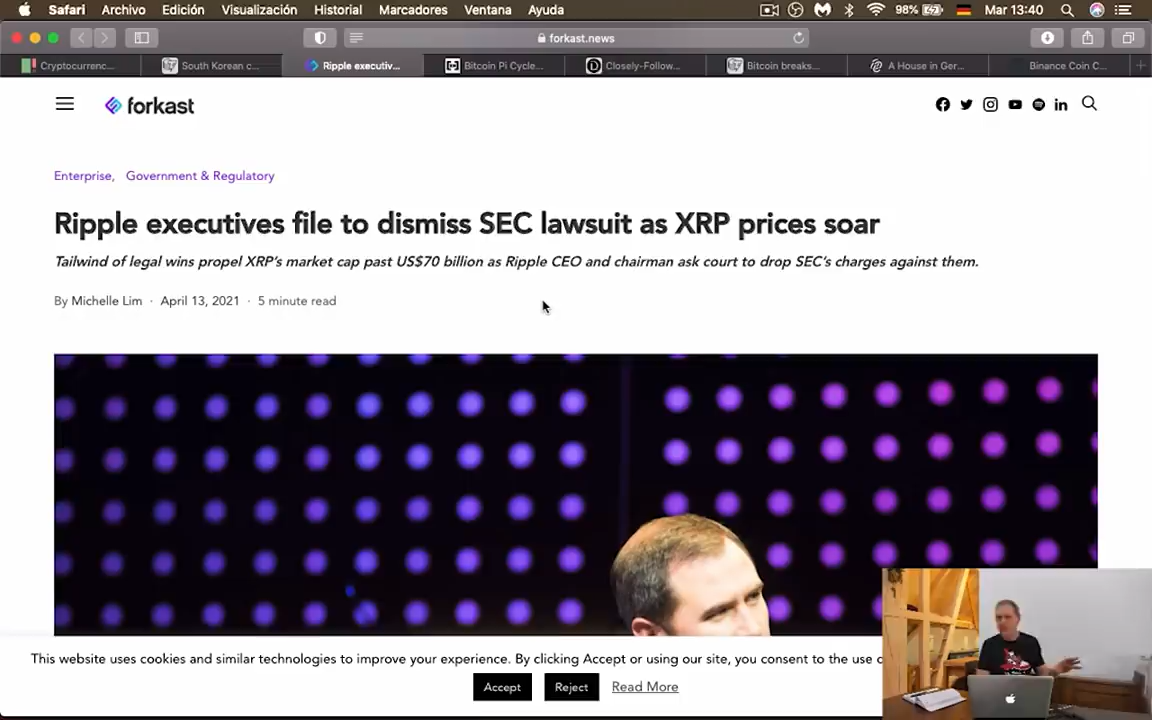 Safari Archivo Edición Visualización Historial Marcadores Ventana Ayuda 98% Mar 13:40
forkast.news
Cryptocurrenc... South Korean c... Ripple executiv... Bitcoin Pi Cycle... Closely-Follow... Bitcoin breaks... A House in Ger... Binance Coin C...
forkast
Enterprise, Government & Regulatory
Ripple executives file to dismiss SEC lawsuit as XRP prices soar
Tailwind of legal wins propel XRP's market cap past US$70 billion as Ripple CEO and chairman ask court to drop SEC's charges against them.
By Michelle Lim · April 13, 2021 · 5 minute read
This website uses cookies and similar technologies to improve your experience. By clicking Accept or using our site, you consent to the use
Accept Reject Read More